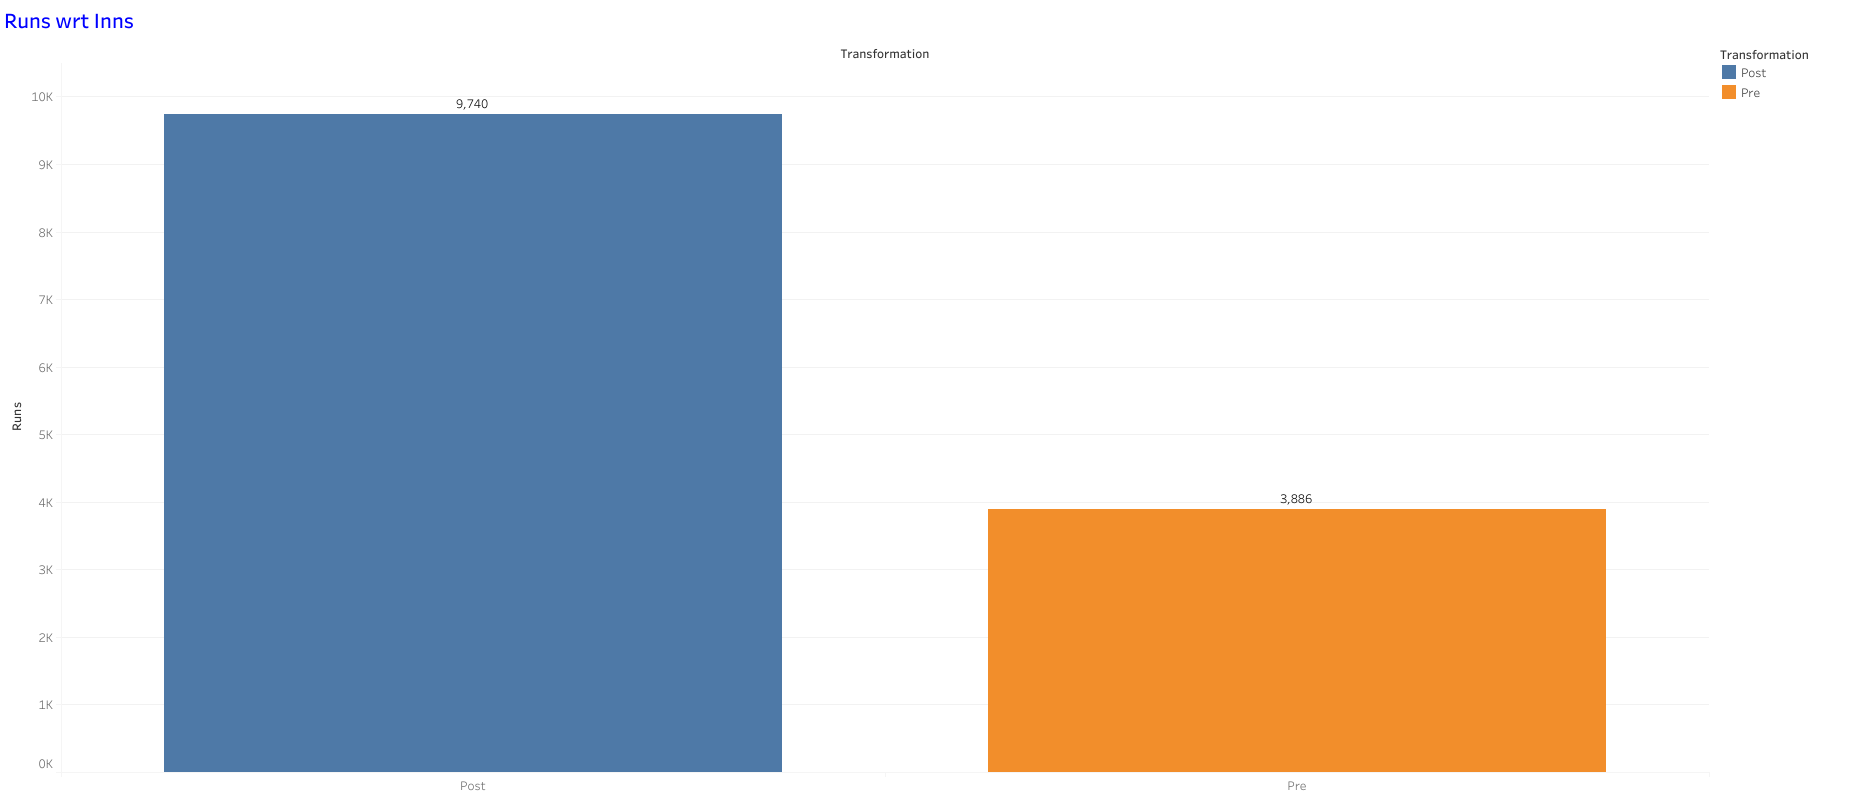 Runs wrt Inns
Transformation
Transformation
Post
Pre
10K
9K
8K
7K
6K
5K
4K
3K
2K
1K
0K
Runs
9,740
3,886
Post
Pre